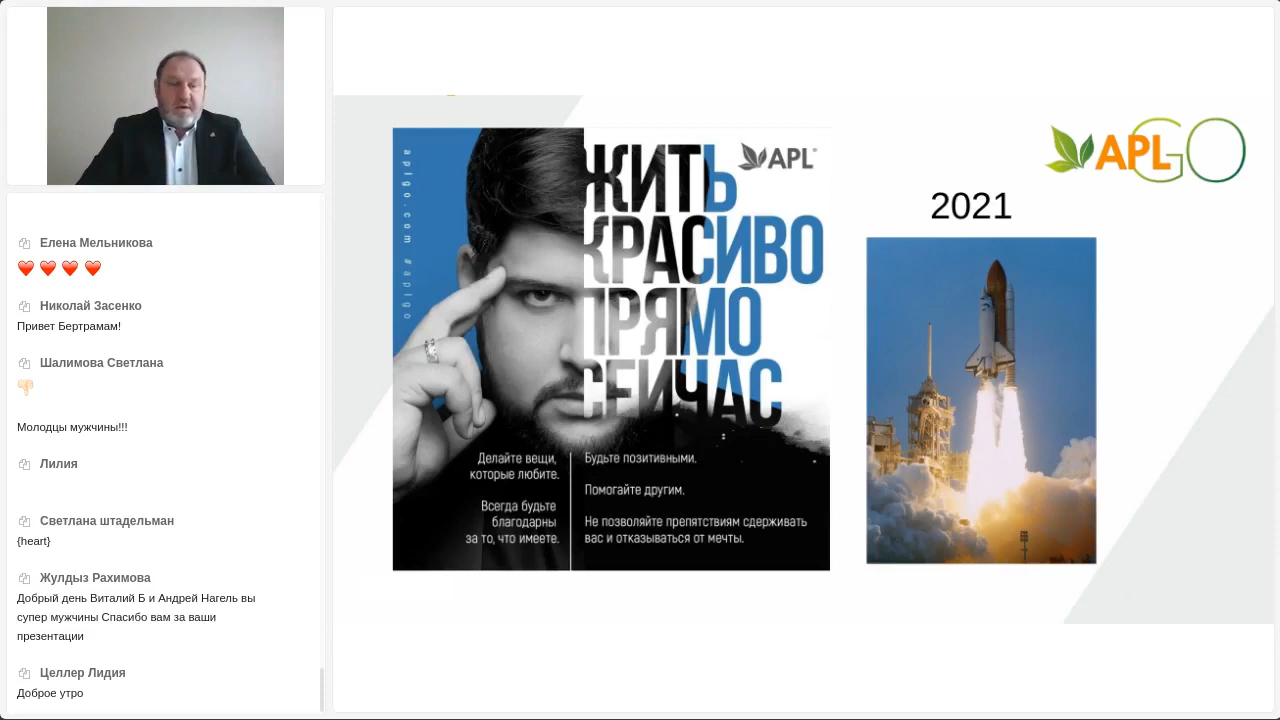 Елена Мельникова
Николай Засенко
Привет Бертрамам!
Шалимова Светлана
Молодцы мужчины!!!
Лилия
Светлана штадельман
{heart}
Жулдыз Рахимова
Добрый день Виталий Б и Андрей Нагель вы
супер мужчины Спасибо вам за ваши
презентации
Целлер Лидия
Доброе утро
aplgo.com #aplgo
ЖИТЬ
КРАСИВО
ПРЯМО
СЕЙЧАС
APL®
Делайте вещи,
которые любите.
Всегда будьте
благодарны
за то, что имеете.
Будьте позитивными.
Помогайте другим.
Не позволяйте препятствиям сдерживать
вас и отказываться от мечты.
APLGO
2021